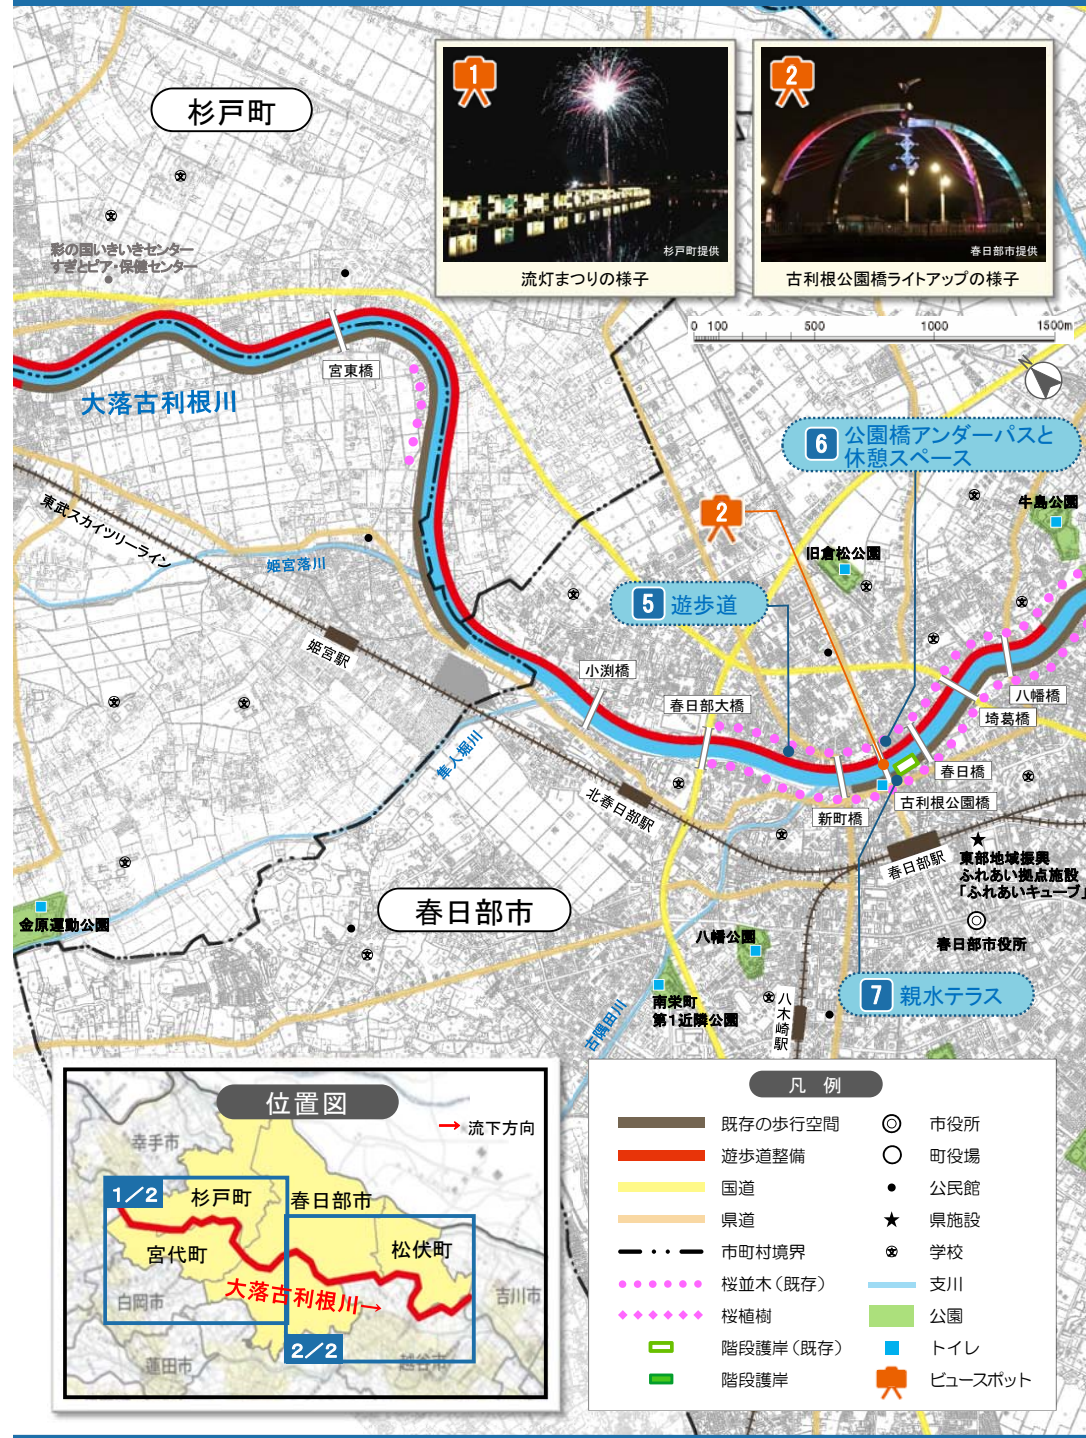 杉戸町
1
杉戸町提供
流灯まつりの様子
2
春日部市提供
古利根公園橋ライトアップの様子
彩の国いきいきセンター
すぎとピア・保健センター
0 100 500 1000 1500m
N
宮東橋
大落古利根川
6 公園橋アンダーパスと
休憩スペース
牛島公園
2
旧倉松公園
東武スカイツリーライン
姫宮落川
5 遊歩道
姫宮駅
小渕橋
春日部大橋
八幡橋
埼葛橋
隼人堀川
春日橋
北春日部駅
新町橋
古利根公園橋
春日部駅
東部地域振興
ふれあい拠点施設
「ふれあいキューブ」
金原運動公園
春日部市
八幡公園
春日部市役所
7 親水テラス
南栄町
第1近隣公園
八木崎駅
古隅田川
位置図
流下方向
幸手市
1/2
杉戸町
春日部市
宮代町
松伏町
大落古利根川→
白岡市
吉川市
2/2
蓮田市
越谷市
凡 例
既存の歩行空間
市役所
遊歩道整備
町役場
国道
公民館
県道
県施設
市町村境界
学校
桜並木(既存)
支川
桜植樹
公園
階段護岸(既存)
トイレ
階段護岸
ビュースポット